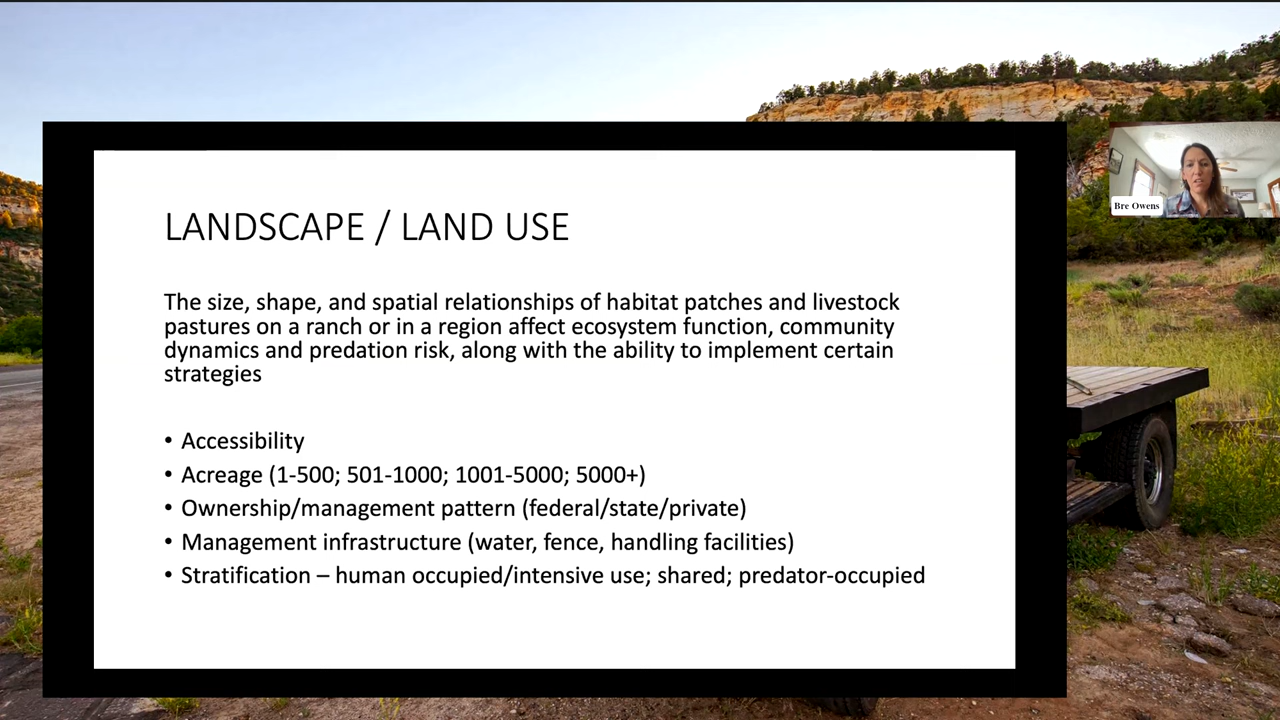 LANDSCAPE / LAND USE
The size, shape, and spatial relationships of habitat patches and livestock
pastures on a ranch or in a region affect ecosystem function, community
dynamics and predation risk, along with the ability to implement certain
strategies
• Accessibility
• Acreage (1-500; 501-1000; 1001-5000; 5000+)
• Ownership/management pattern (federal/state/private)
• Management infrastructure (water, fence, handling facilities)
• Stratification – human occupied/intensive use; shared; predator-occupied
Bre Owens